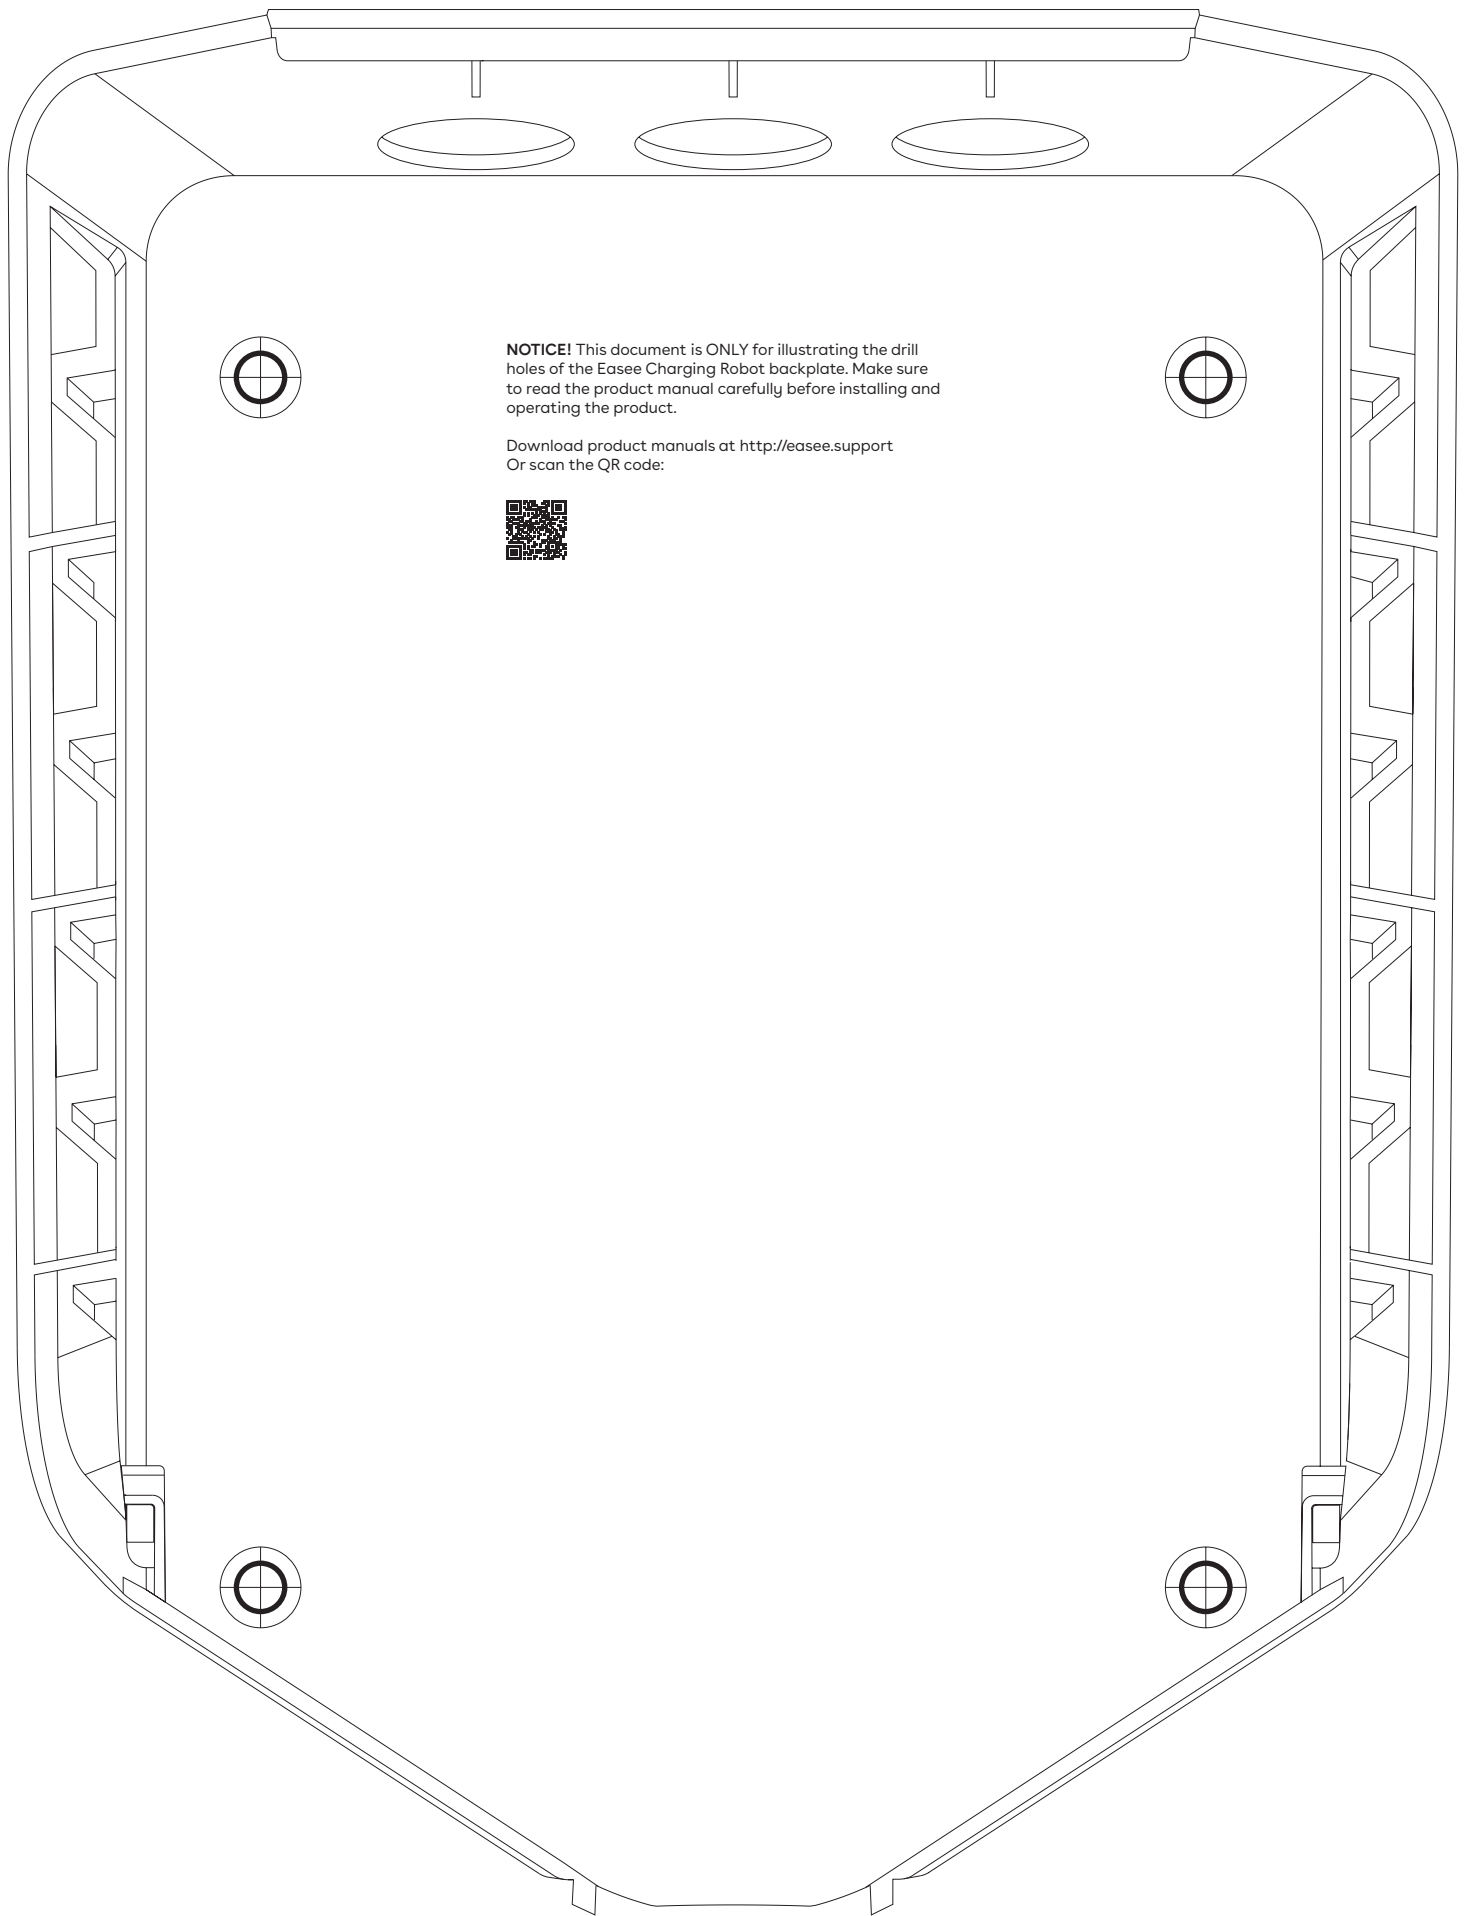 NOTICE! This document is ONLY for illustrating the drill
holes of the Easee Charging Robot backplate. Make sure
to read the product manual carefully before installing and
operating the product.
Download product manuals at http://easee.support
Or scan the QR code: